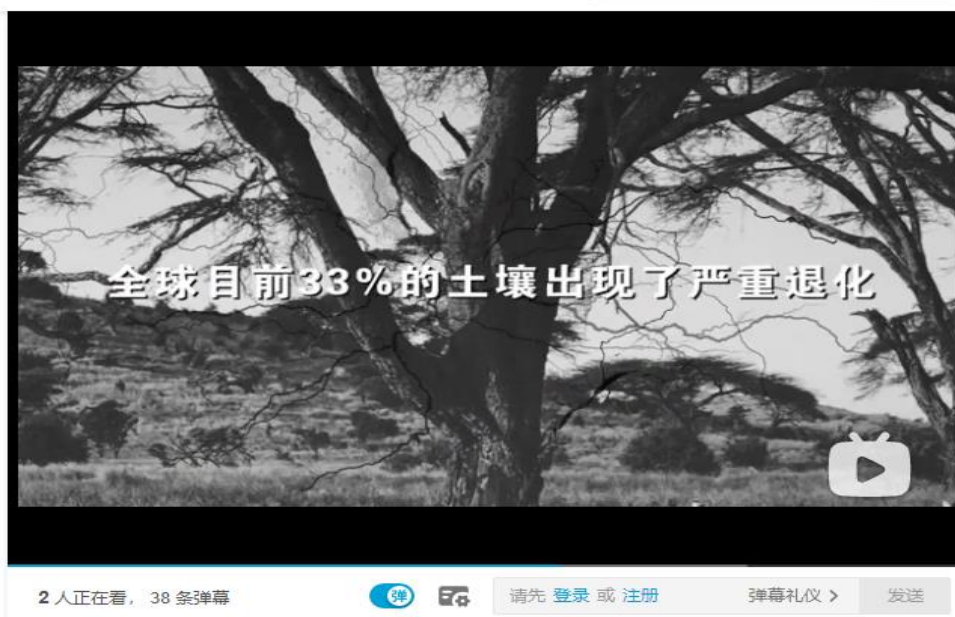 全球目前33%的土壤出现了严重退化
2 人正在看， 38 条弹幕 弹 请先 登录 或 注册 弹幕礼仪 > 发送